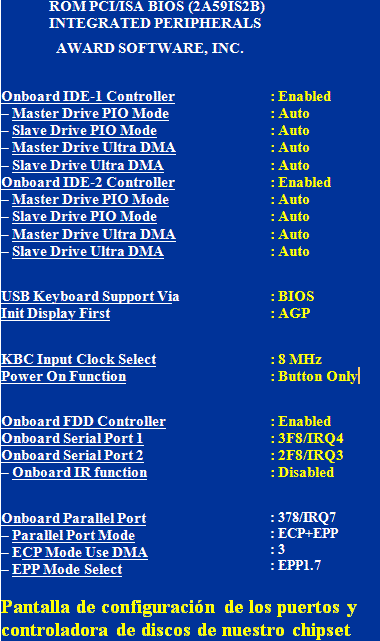 ROM PCI/ISA BIOS (2A59IS2B)
INTEGRATED PERIPHERALS
AWARD SOFTWARE, INC.
Onboard IDE-1 Controller : Enabled
– Master Drive PIO Mode : Auto
– Slave Drive PIO Mode : Auto
– Master Drive Ultra DMA : Auto
– Slave Drive Ultra DMA : Auto
Onboard IDE-2 Controller : Enabled
– Master Drive PIO Mode : Auto
– Slave Drive PIO Mode : Auto
– Master Drive Ultra DMA : Auto
– Slave Drive Ultra DMA : Auto
USB Keyboard Support Via : BIOS
Init Display First : AGP
KBC Input Clock Select : 8 MHz
Power On Function : Button Only
Onboard FDD Controller : Enabled
Onboard Serial Port 1 : 3F8/IRQ4
Onboard Serial Port 2 : 2F8/IRQ3
– Onboard IR function : Disabled
Onboard Parallel Port : 378/IRQ7
– Parallel Port Mode : ECP+EPP
– ECP Mode Use DMA : 3
– EPP Mode Select : EPP1.7
Pantalla de configuración de los puertos y
controladora de discos de nuestro chipset